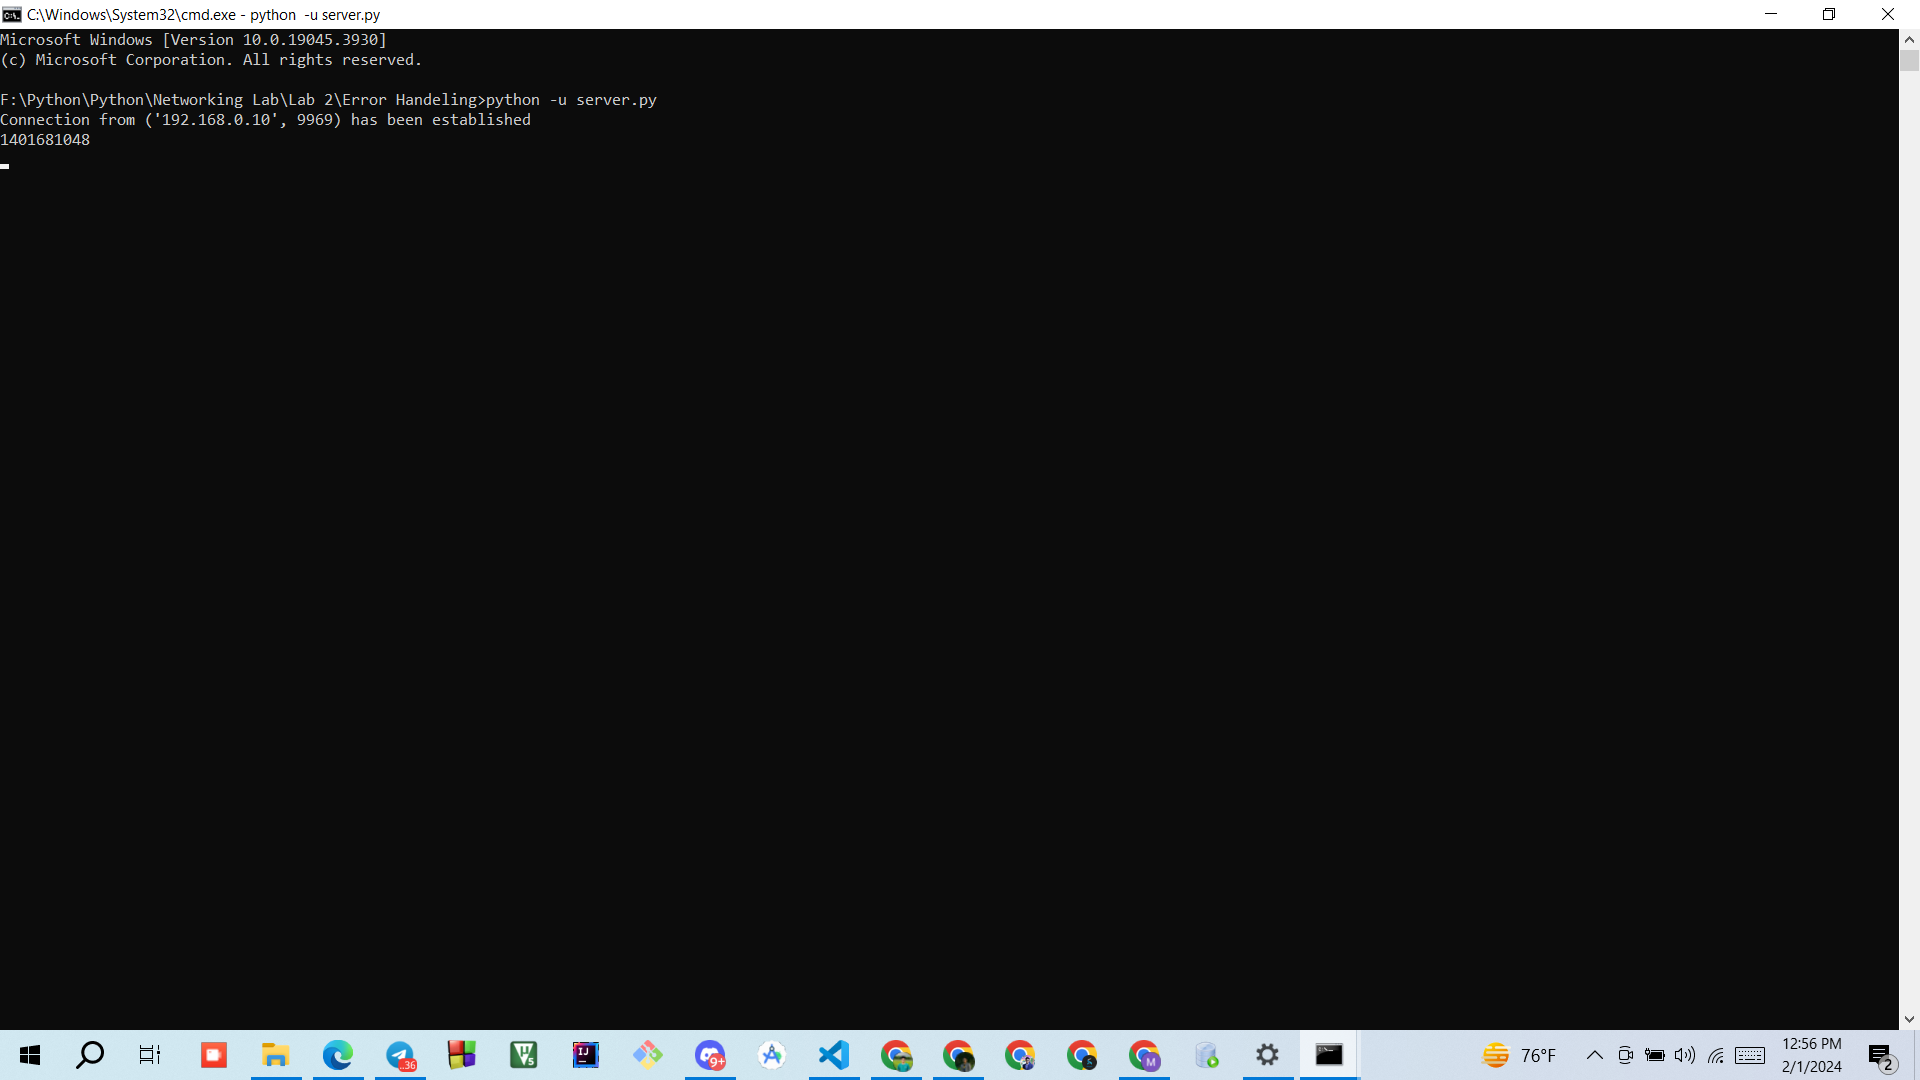 C:\Windows\System32\cmd.exe - python  -u server.py
Microsoft Windows [Version 10.0.19045.3930]
(c) Microsoft Corporation. All rights reserved.
F:\Python\Python\Networking Lab\Lab 2\Error Handeling>python -u server.py
Connection from ('192.168.0.10', 9969) has been established
1401681048
..36
IJ
9+
M
76°F
12:56 PM
2/1/2024
2